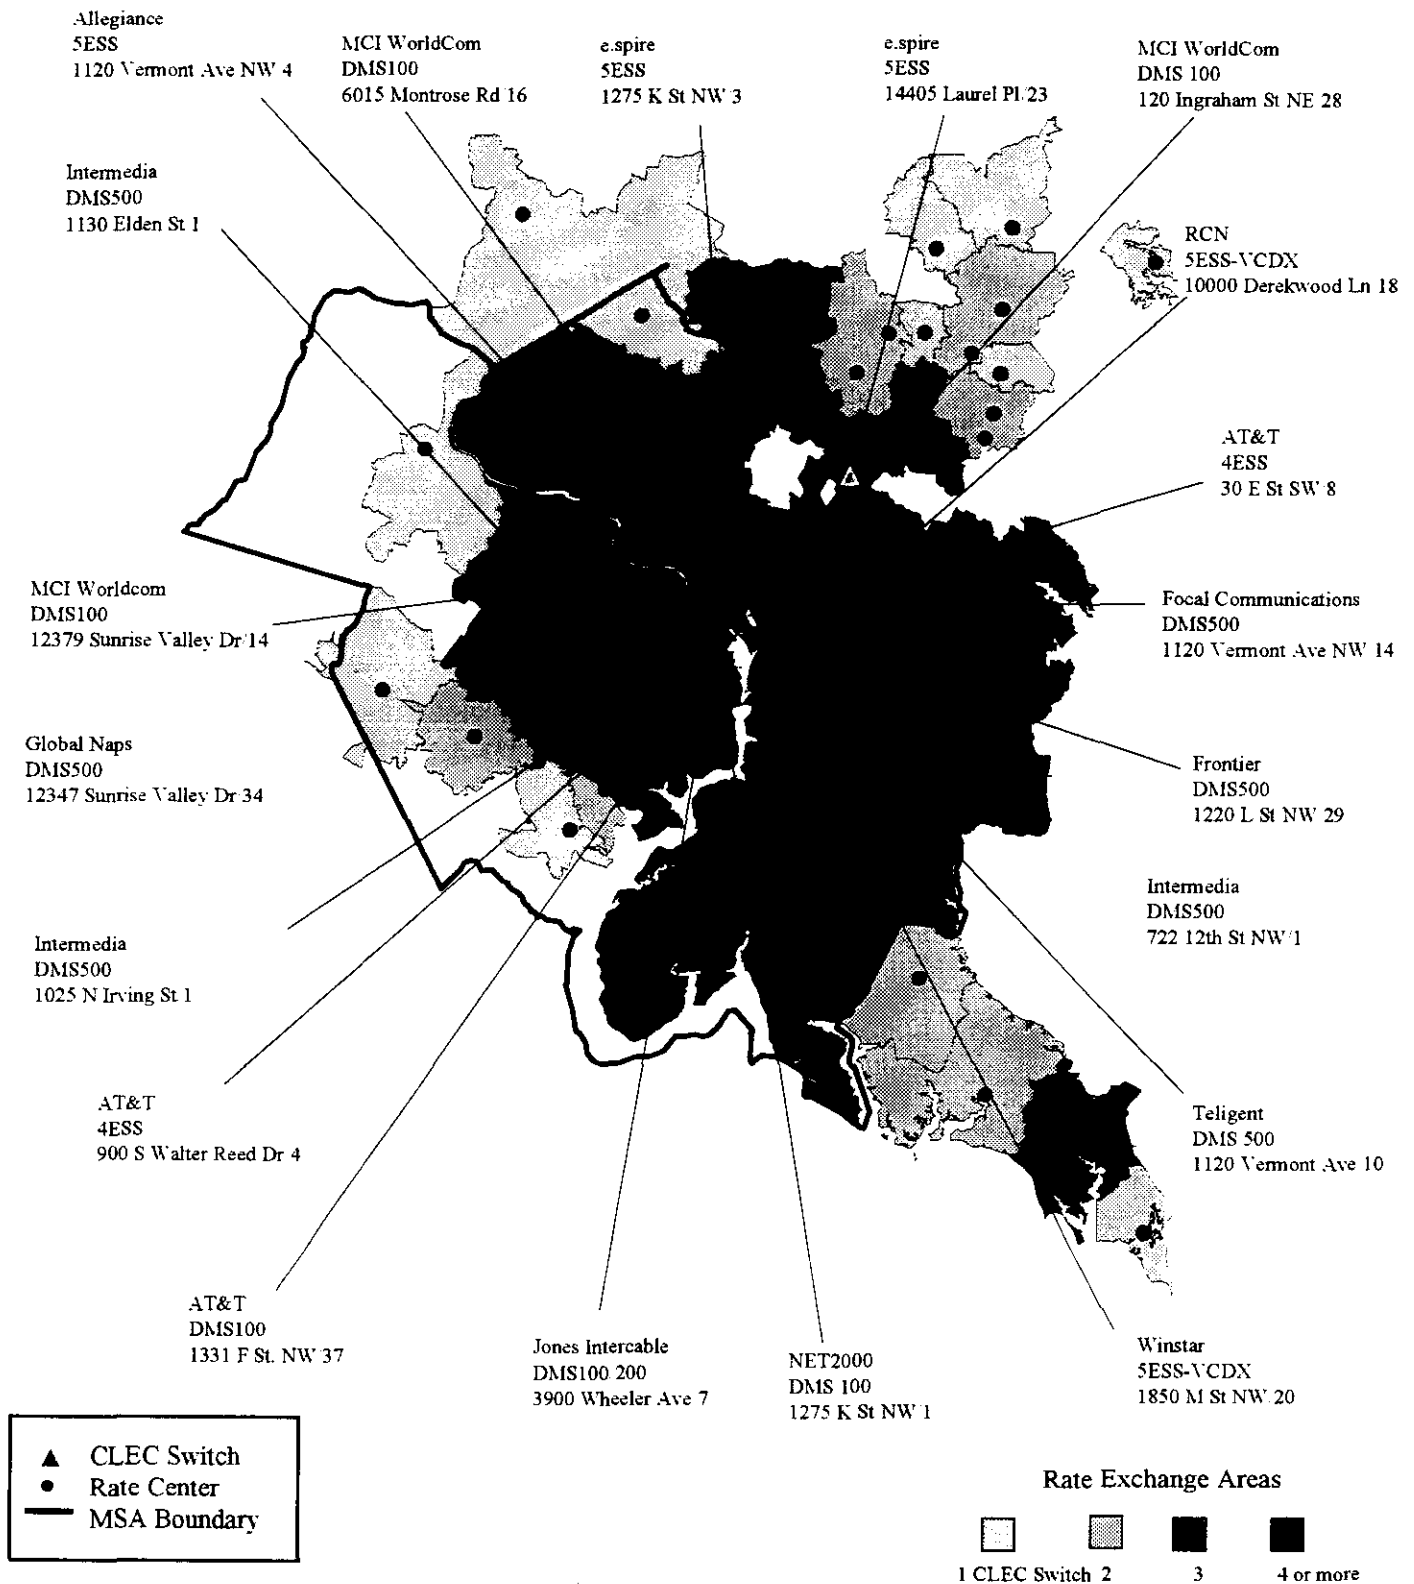 Allegiance
5ESS
1120 Vermont Ave NW 4
MCI WorldCom
DMS100
6015 Montrose Rd 16
e.spire
5ESS
1275 K St NW 3
e.spire
5ESS
14405 Laurel Pl 23
MCI WorldCom
DMS 100
120 Ingraham St NE 28
Intermedia
DMS500
1130 Elden St 1
RCN
5ESS-VCDX
10000 Derekwood Ln 18
AT&T
4ESS
30 E St SW 8
MCI Worldcom
DMS100
12379 Sunrise Valley Dr 14
Focal Communications
DMS500
1120 Vermont Ave NW 14
Global Naps
DMS500
12347 Sunrise Valley Dr 34
Frontier
DMS500
1220 L St NW 29
Intermedia
DMS500
722 12th St NW 1
Intermedia
DMS500
1025 N Irving St 1
AT&T
4ESS
900 S Walter Reed Dr 4
Teligent
DMS 500
1120 Vermont Ave 10
AT&T
DMS100
1331 F St. NW 37
Jones Intercable
DMS100 200
3900 Wheeler Ave 7
NET2000
DMS 100
1275 K St NW 1
Winstar
5ESS-VCDX
1850 M St NW 20
CLEC Switch
Rate Center
MSA Boundary
Rate Exchange Areas
1 CLEC Switch 2 3 4 or more